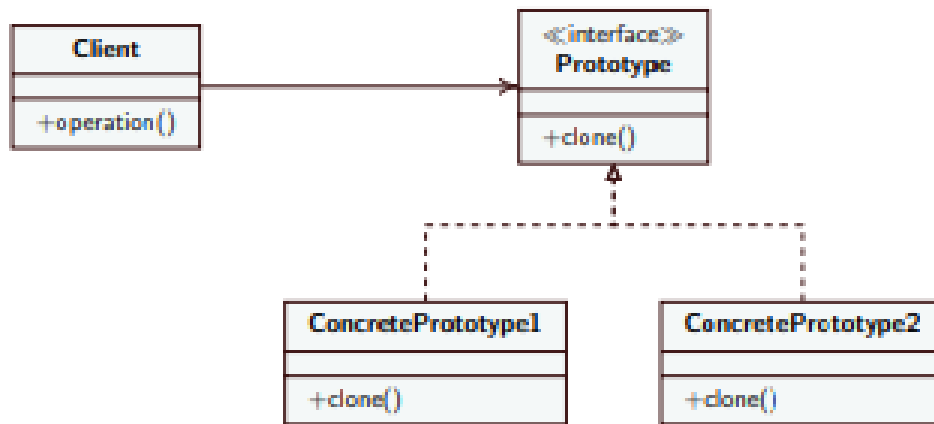 Client
+operation()
≪interface≫
Prototype
+clone()
ConcretePrototype1
+clone()
ConcretePrototype2
+clone()